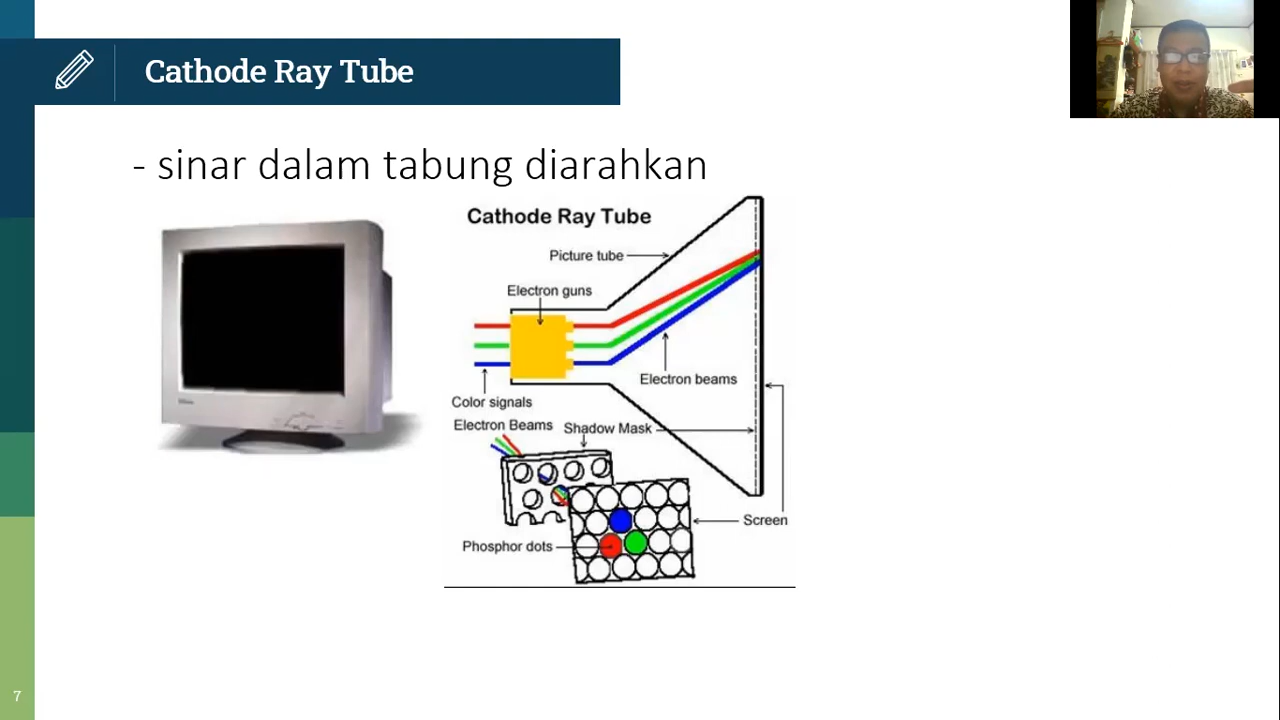 Cathode Ray Tube
- sinar dalam tabung diarahkan
Cathode Ray Tube
Picture tube
Electron guns
Electron beams
Color signals
Electron Beams
Shadow Mask
Screen
Phosphor dots
7